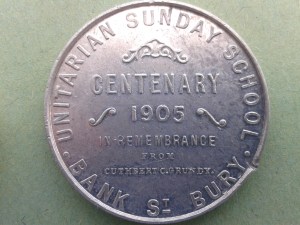 UNITARIAN SUNDAY SCHOOL.
CENTENARY
1905
IN REMEMBRANCE
FROM
CUTHBERT C. GRUNDY.
BANK ST BURY.